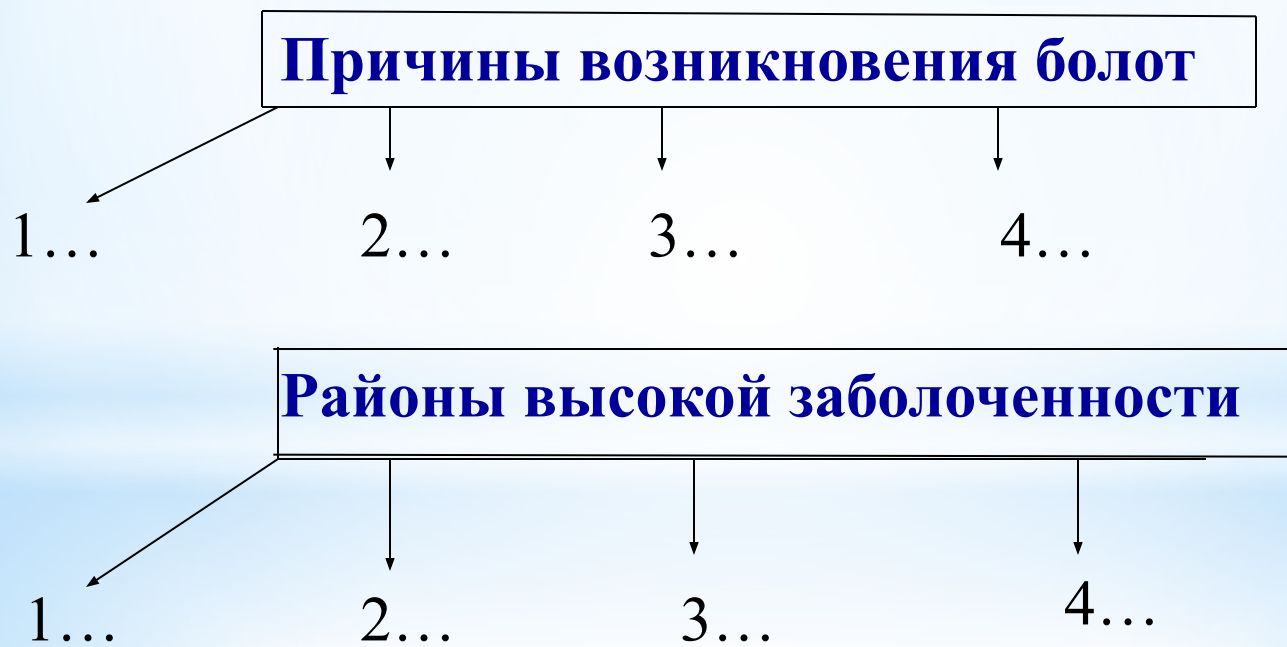 Причины возникновения болот
1… 2… 3… 4…
Районы высокой заболоченности
1… 2… 3… 4…